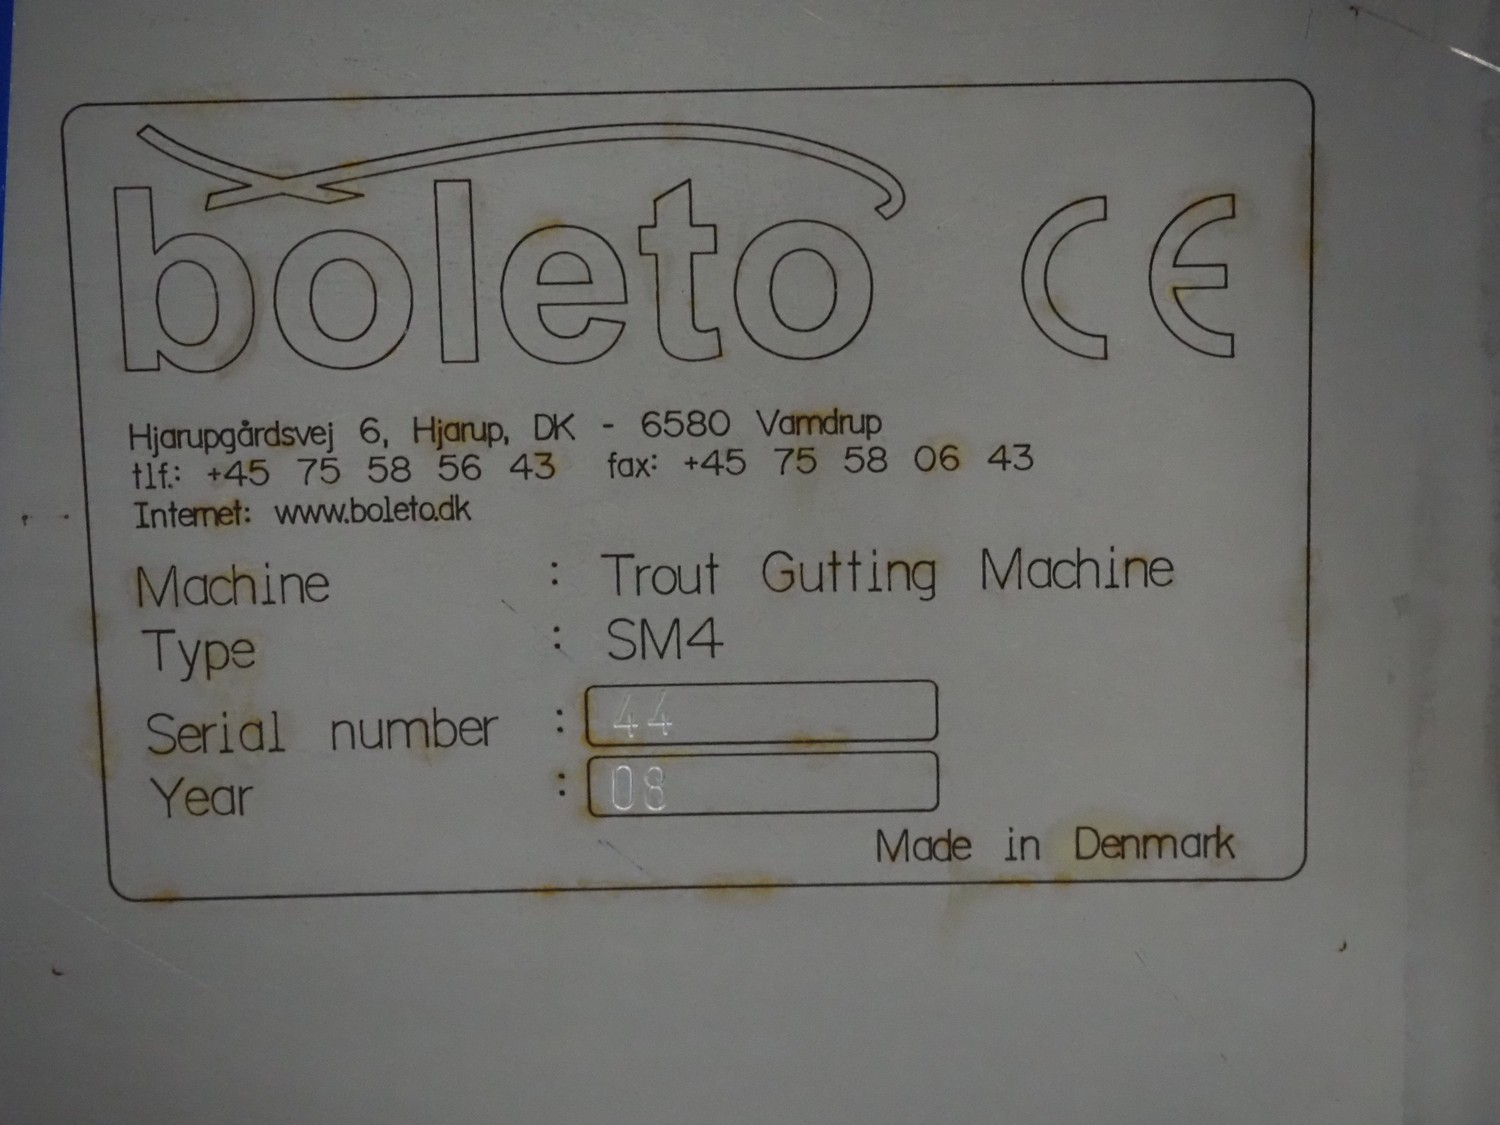 boleto CE
Hjarupgårdsvej 6, Hjarup, DK - 6580 Vamdrup
tlf.: +45 75 58 56 43 fax: +45 75 58 06 43
Internet: www.boleto.dk
Machine : Trout Gutting Machine
Type : SM4
Serial number : 44
Year : 08
Made in Denmark